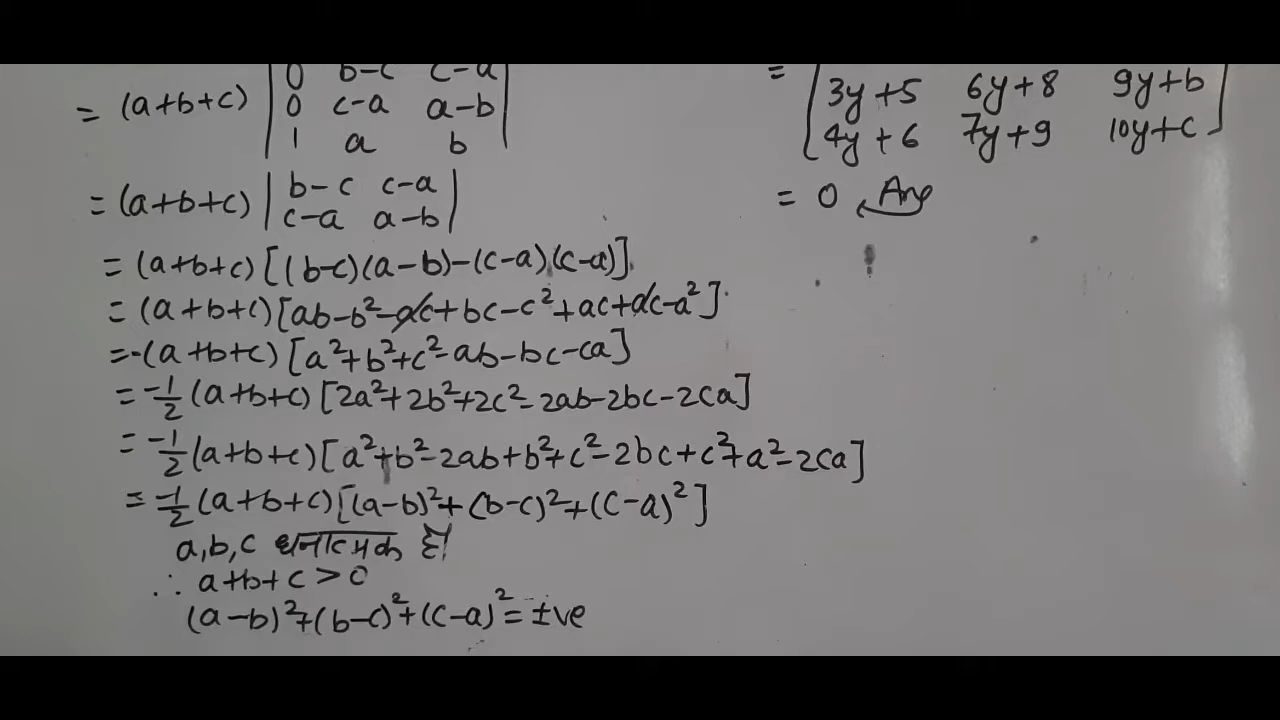 = (a+b+c) | 0 b-c c-a |
| 0 c-a a-b |
| 1 a b |
= (a+b+c) | b-c c-a |
| c-a a-b |
= (a+b+c) [(b-c)(a-b)-(c-a)(c-a)]
= (a+b+c) [ab-b²-ac+bc-c²+ac+ac-a²]
=-(a+b+c) [a²+b²+c²-ab-bc-ca]
= -1/2 (a+b+c) [2a²+2b²+2c²-2ab-2bc-2ca]
= -1/2 (a+b+c) [a²+b²-2ab+b²+c²-2bc+c²+a²-2ca]
= -1/2 (a+b+c) [(a-b)²+(b-c)²+(c-a)²]
a,b,c धनात्मक है।
∴ a+b+c > 0
(a-b)²+(b-c)²+(c-a)² = ±ve
=
3y+5 6y+8 9y+b
4y+6 7y+9 10y+c
= 0 Ans